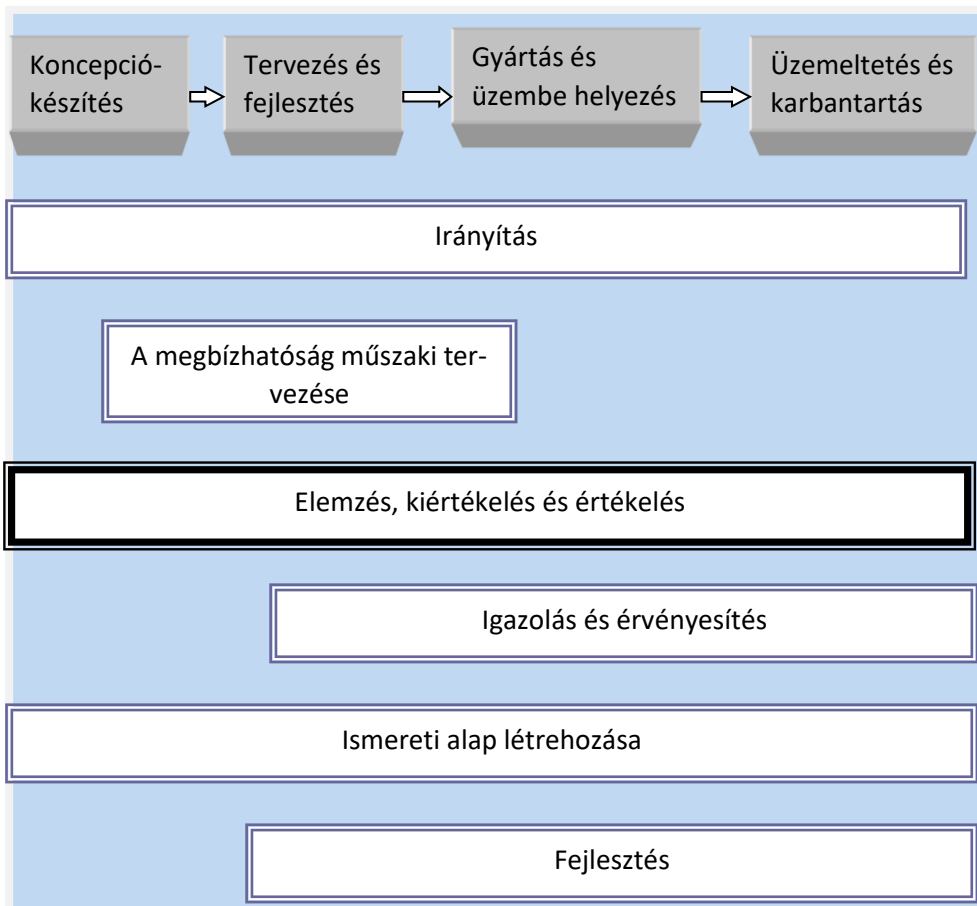 Koncepció-
készítés
Tervezés és
fejlesztés
Gyártás és
üzembe helyezés
Üzemeltetés és
karbantartás
Irányítás
A megbízhatóság műszaki ter-
vezése
Elemzés, kiértékelés és értékelés
Igazolás és érvényesítés
Ismereti alap létrehozása
Fejlesztés